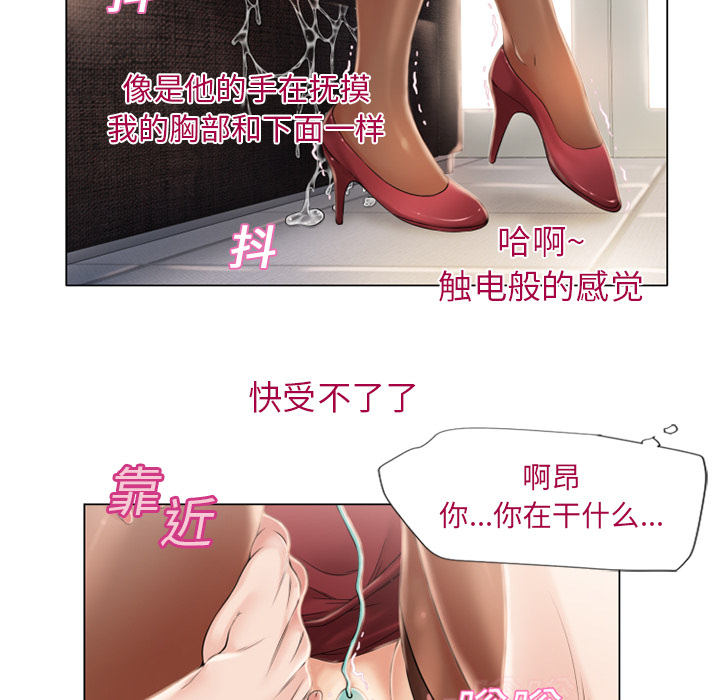 抖
像是他的手在抚摸
我的胸部和下面一样
抖
哈啊~
触电般的感觉
快受不了了
啊昂
你...你在干什么...
靠近